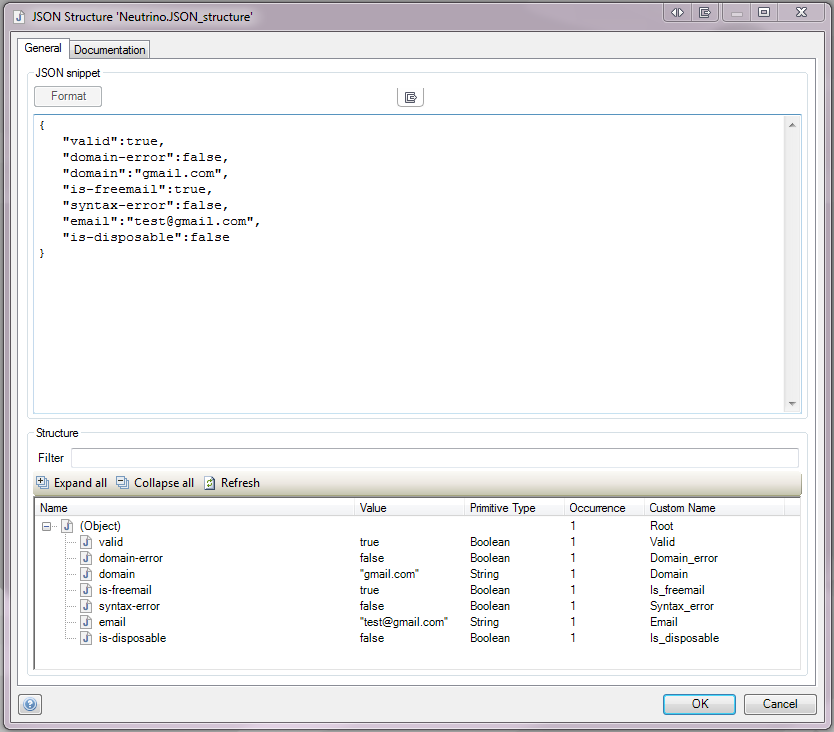 JSON Structure 'Neutrino.JSON_structure'
General Documentation
JSON snippet
Format
{
"valid":true,
"domain-error":false,
"domain":"gmail.com",
"is-freemail":true,
"syntax-error":false,
"email":"test@gmail.com",
"is-disposable":false
}
Structure
Filter
Expand all Collapse all Refresh
Name Value Primitive Type Occurrence Custom Name
(Object) 1 Root
valid true Boolean 1 Valid
domain-error false Boolean 1 Domain_error
domain "gmail.com" String 1 Domain
is-freemail true Boolean 1 Is_freemail
syntax-error false Boolean 1 Syntax_error
email "test@gmail.com" String 1 Email
is-disposable false Boolean 1 Is_disposable
OK Cancel